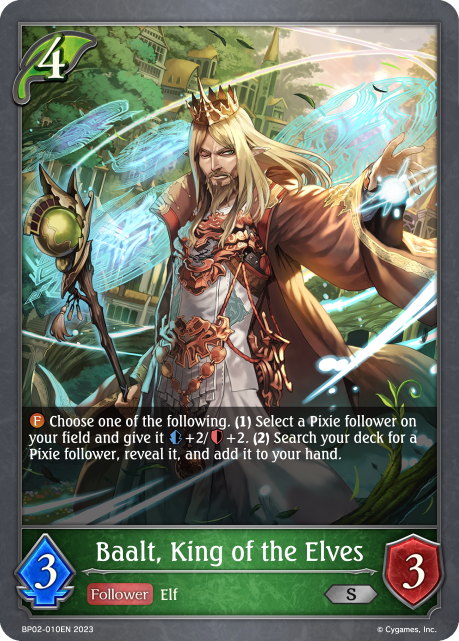 4
F Choose one of the following. (1) Select a Pixie follower on
your field and give it +2/ +2. (2) Search your deck for a
Pixie follower, reveal it, and add it to your hand.
Baalt, King of the Elves
3 Follower Elf S 3
BP02-010EN 2023 © Cygames, Inc.